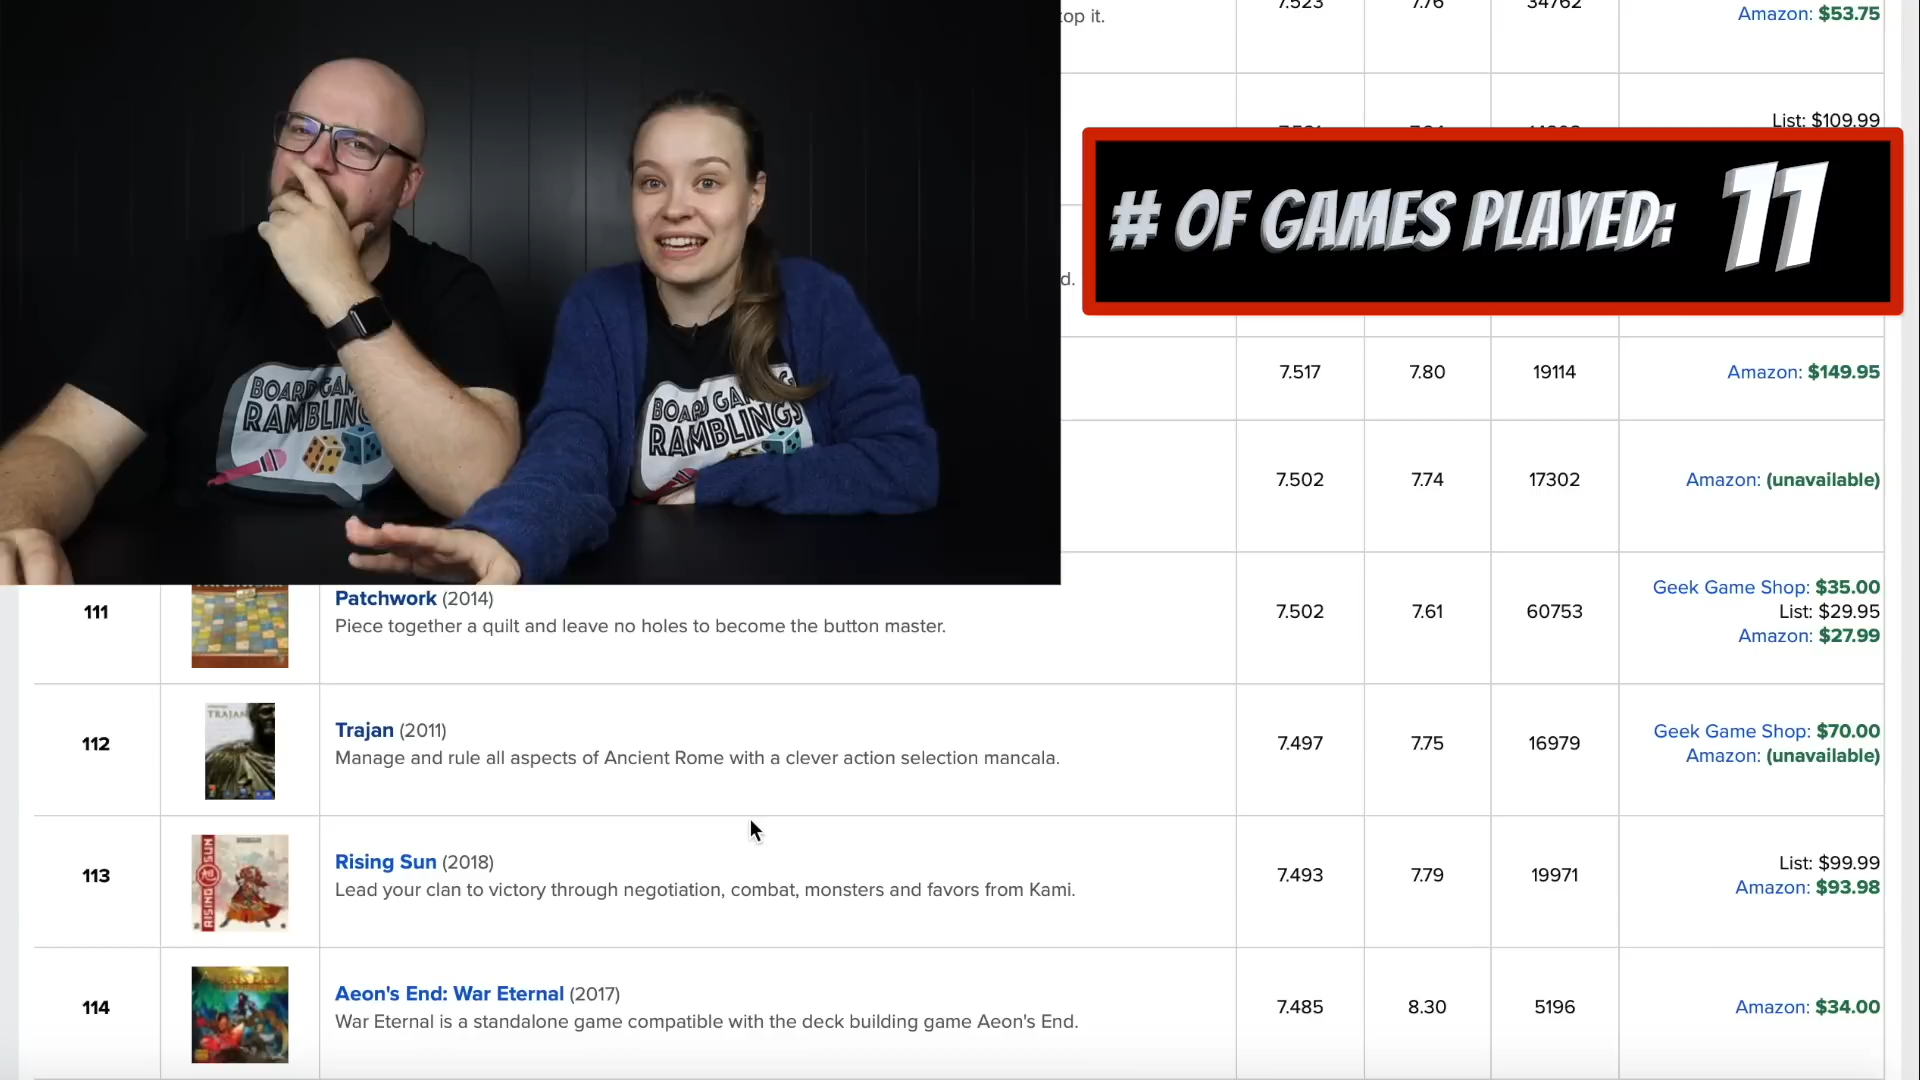 top it.
7.523 7.76 34762
Amazon: $53.75
List: $109.99
# OF GAMES PLAYED: 11
d.
7.517 7.80 19114 Amazon: $149.95
7.502 7.74 17302 Amazon: (unavailable)
BOARD GAME
RAMBLINGS
BOARD GAME
RAMBLINGS
111 Patchwork (2014)
Piece together a quilt and leave no holes to become the button master.
7.502 7.61 60753
Geek Game Shop: $35.00
List: $29.95
Amazon: $27.99
112 TRAJAN Trajan (2011)
Manage and rule all aspects of Ancient Rome with a clever action selection mancala.
7.497 7.75 16979
Geek Game Shop: $70.00
Amazon: (unavailable)
113 RISING SUN Rising Sun (2018)
Lead your clan to victory through negotiation, combat, monsters and favors from Kami.
7.493 7.79 19971
List: $99.99
Amazon: $93.98
114 Aeon's End: War Eternal (2017)
War Eternal is a standalone game compatible with the deck building game Aeon's End.
7.485 8.30 5196
Amazon: $34.00